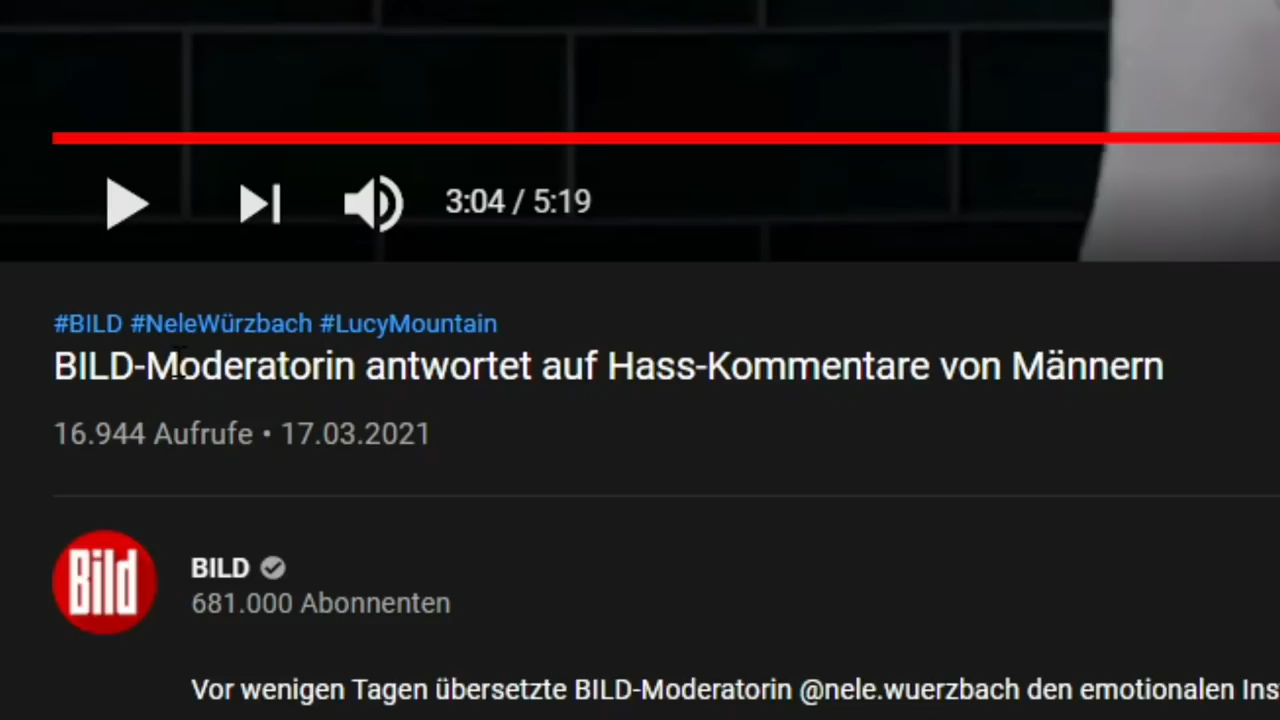 3:04 / 5:19
#BILD #NeleWürzbach #LucyMountain
BILD-Moderatorin antwortet auf Hass-Kommentare von Männern
16.944 Aufrufe • 17.03.2021
Bild
BILD
681.000 Abonnenten
Vor wenigen Tagen übersetzte BILD-Moderatorin @nele.wuerzbach den emotionalen